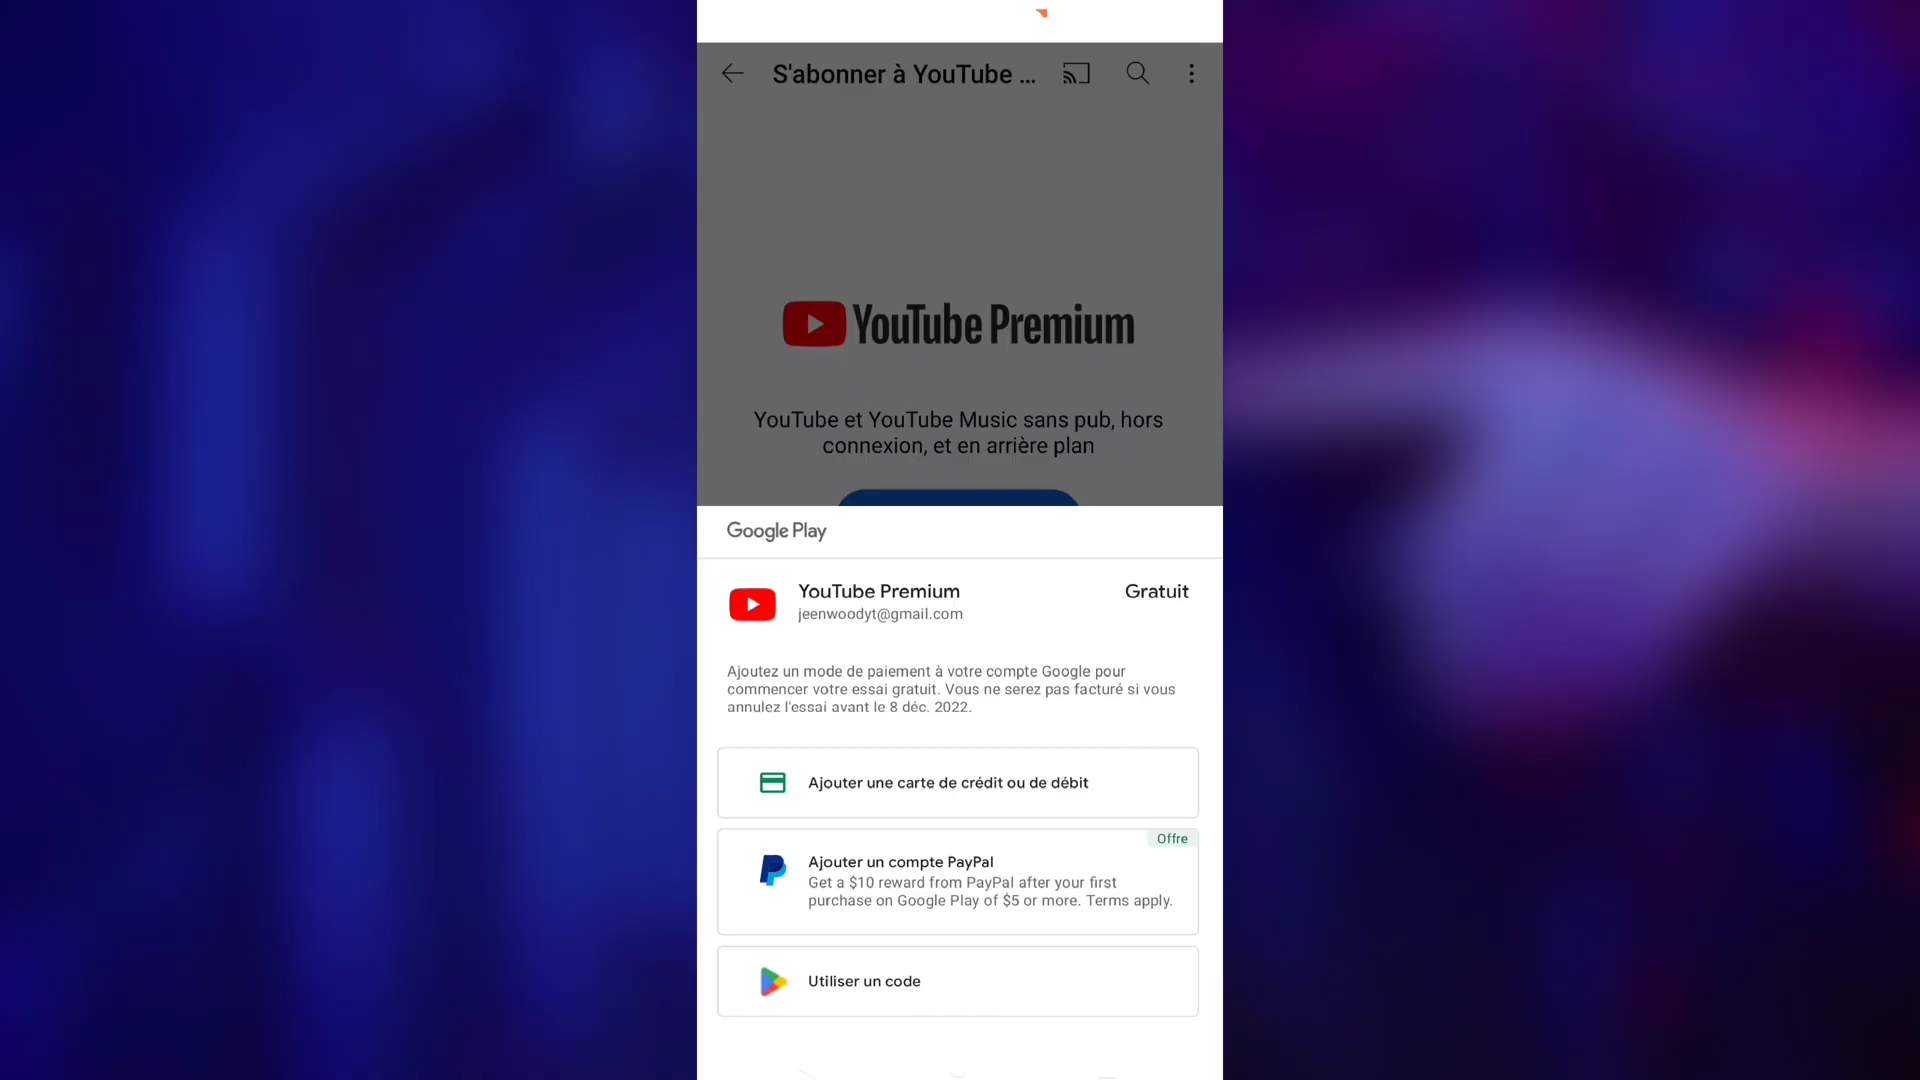 S'abonner à YouTube ...
YouTube Premium
YouTube et YouTube Music sans pub, hors
connexion, et en arrière plan
Google Play
YouTube Premium
Gratuit
jeenwoodyt@gmail.com
Ajoutez un mode de paiement à votre compte Google pour
commencer votre essai gratuit. Vous ne serez pas facturé si vous
annulez l'essai avant le 8 déc. 2022.
Ajouter une carte de crédit ou de débit
Offre
Ajouter un compte PayPal
Get a $10 reward from PayPal after your first
purchase on Google Play of $5 or more. Terms apply.
Utiliser un code